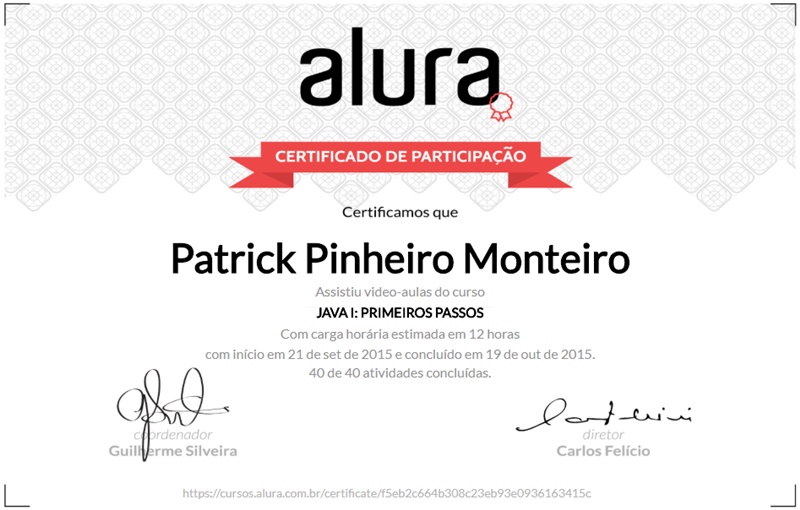 alura
CERTIFICADO DE PARTICIPAÇÃO
Certificamos que
Patrick Pinheiro Monteiro
Assistiu video-aulas do curso
JAVA I: PRIMEIROS PASSOS
Com carga horária estimada em 12 horas
com início em 21 de set de 2015 e concluído em 19 de out de 2015.
40 de 40 atividades concluídas.
coordenador
Guilherme Silveira
diretor
Carlos Felício
https://cursos.alura.com.br/certificate/f5eb2c664b308c23eb93e0936163415c